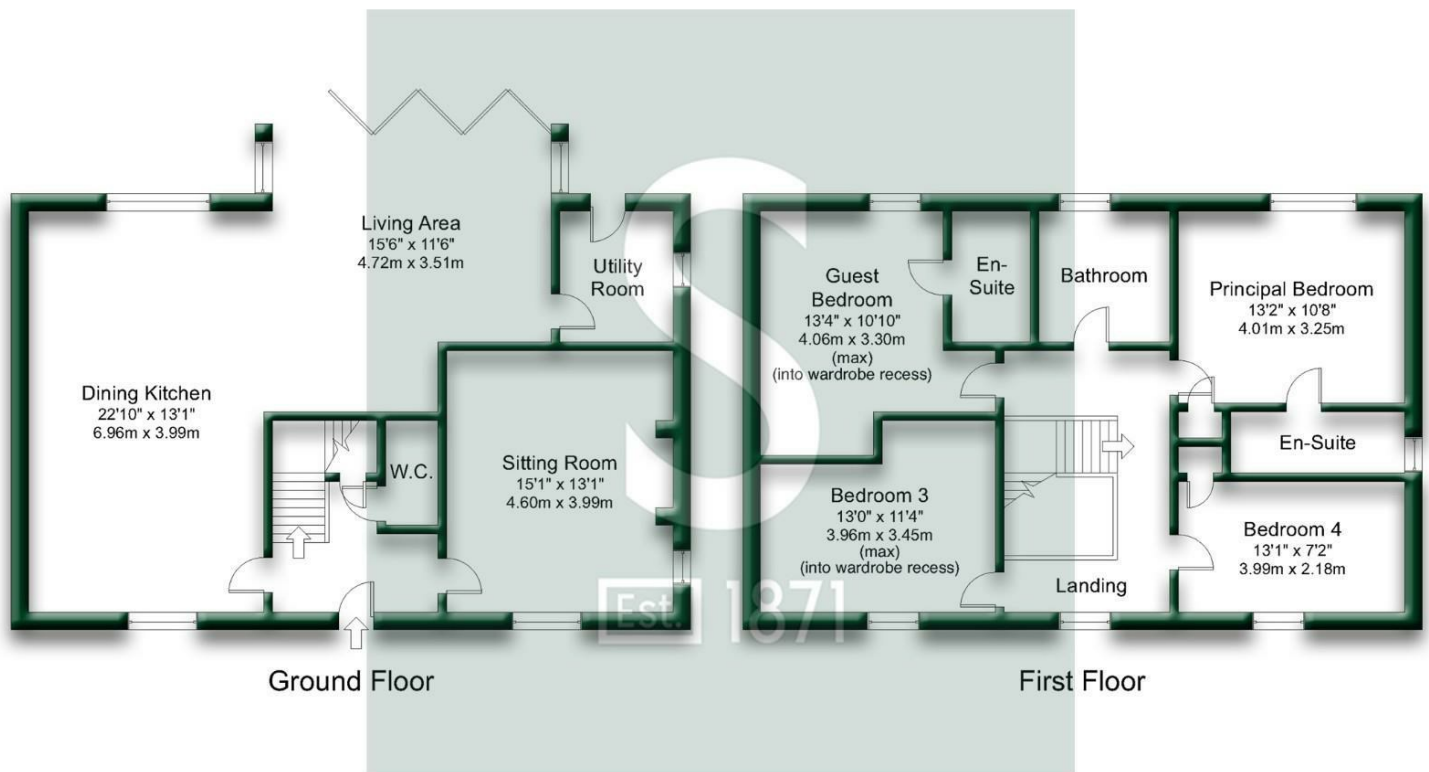 Living Area
15'6" x 11'6"
4.72m x 3.51m
Utility
Room
Dining Kitchen
22'10" x 13'1"
6.96m x 3.99m
W.C.
Sitting Room
15'1" x 13'1"
4.60m x 3.99m
Ground Floor
Guest
Bedroom
13'4" x 10'10"
4.06m x 3.30m
(max)
(into wardrobe recess)
En-
Suite
Bathroom
Principal Bedroom
13'2" x 10'8"
4.01m x 3.25m
En-Suite
Bedroom 3
13'0" x 11'4"
3.96m x 3.45m
(max)
(into wardrobe recess)
Bedroom 4
13'1" x 7'2"
3.99m x 2.18m
Landing
First Floor
S
Est. 1871